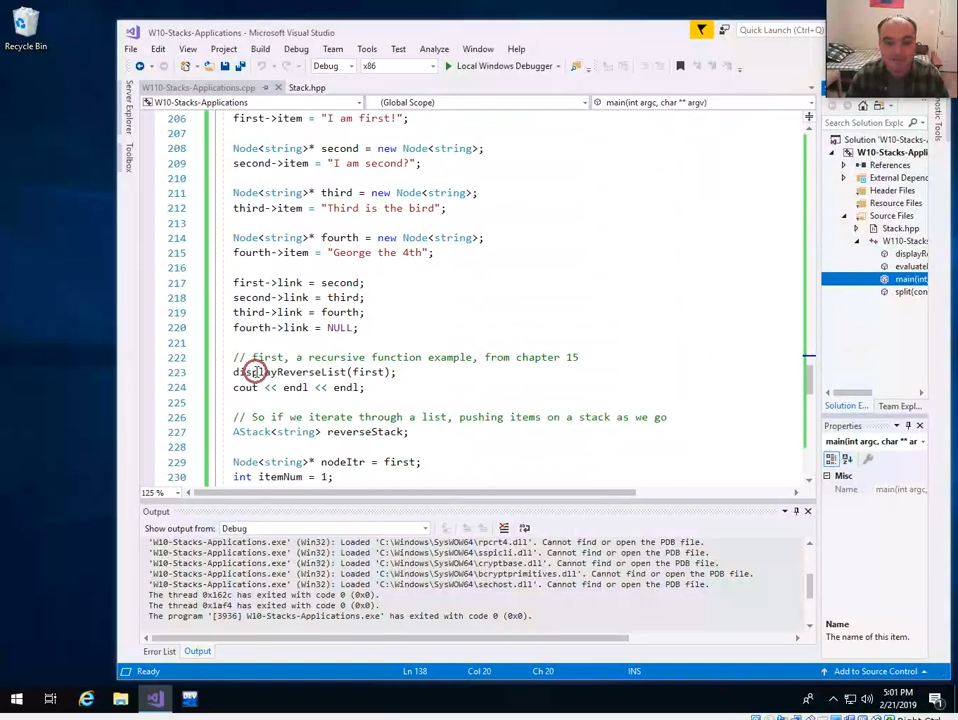 Recycle Bin
W10-Stacks-Applications - Microsoft Visual Studio
Quick Launch (Ctrl+Q)
File Edit View Project Build Debug Team Tools Test Analyze Window Help
Debug x86 Local Windows Debugger
W110-Stacks-Applications.cpp Stack.hpp
W10-Stacks-Applications (Global Scope) main(int argc, char ** argv)
Server Explorer
Toolbox
206 first->item = "I am first!";
207
208 Node<string>* second = new Node<string>;
209 second->item = "I am second?";
210
211 Node<string>* third = new Node<string>;
212 third->item = "Third is the bird";
213
214 Node<string>* fourth = new Node<string>;
215 fourth->item = "George the 4th";
216
217 first->link = second;
218 second->link = third;
219 third->link = fourth;
220 fourth->link = NULL;
221
222 // first, a recursive function example, from chapter 15
223 displayReverseList(first);
224 cout << endl << endl;
225
226 // So if we iterate through a list, pushing items on a stack as we go
227 AStack<string> reverseStack;
228
229 Node<string>* nodeItr = first;
230 int itemNum = 1;
125 %
Search Solution Explc
Solution 'W10-S
W10-Stacks-Ap
References
External Depenc
Header Files
Resource Files
Source Files
Stack.hpp
W110-Stacks-
displayRe
evaluatel
main(int
split(con
Solution E... Team Explor...
Properties
main(int argc, char ** ar
Misc
Name main(int argc, char ** ar
Name
The name of this item.
Output
Show output from: Debug
'W10-Stacks-Applications.exe' (Win32): Loaded 'C:\Windows\SysWOW64\rpcrt4.dll'. Cannot find or open the PDB file.
'W10-Stacks-Applications.exe' (Win32): Loaded 'C:\Windows\SysWOW64\sspicli.dll'. Cannot find or open the PDB file.
'W10-Stacks-Applications.exe' (Win32): Loaded 'C:\Windows\SysWOW64\cryptbase.dll'. Cannot find or open the PDB file.
'W10-Stacks-Applications.exe' (Win32): Loaded 'C:\Windows\SysWOW64\bcryptprimitives.dll'. Cannot find or open the PDB file.
'W10-Stacks-Applications.exe' (Win32): Loaded 'C:\Windows\SysWOW64\sechost.dll'. Cannot find or open the PDB file.
The thread 0x162c has exited with code 0 (0x0).
The thread 0x1af4 has exited with code 0 (0x0).
The program '[3936] W10-Stacks-Applications.exe' has exited with code 0 (0x0).
Error List Output
Ready Ln 138 Col 20 Ch 20 INS Add to Source Control
DEV
5:01 PM
2/21/2019